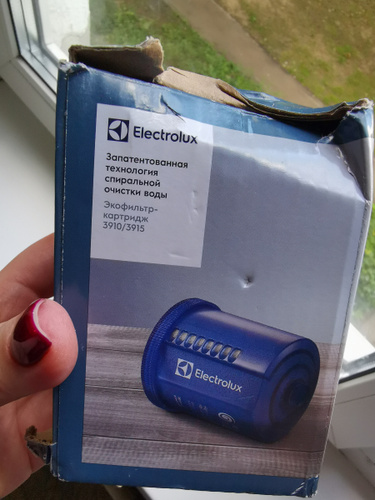 Electrolux
Запатентованная
технология
спиральной
очистки воды
Экофильтр-
картридж
3910/3915
Electrolux